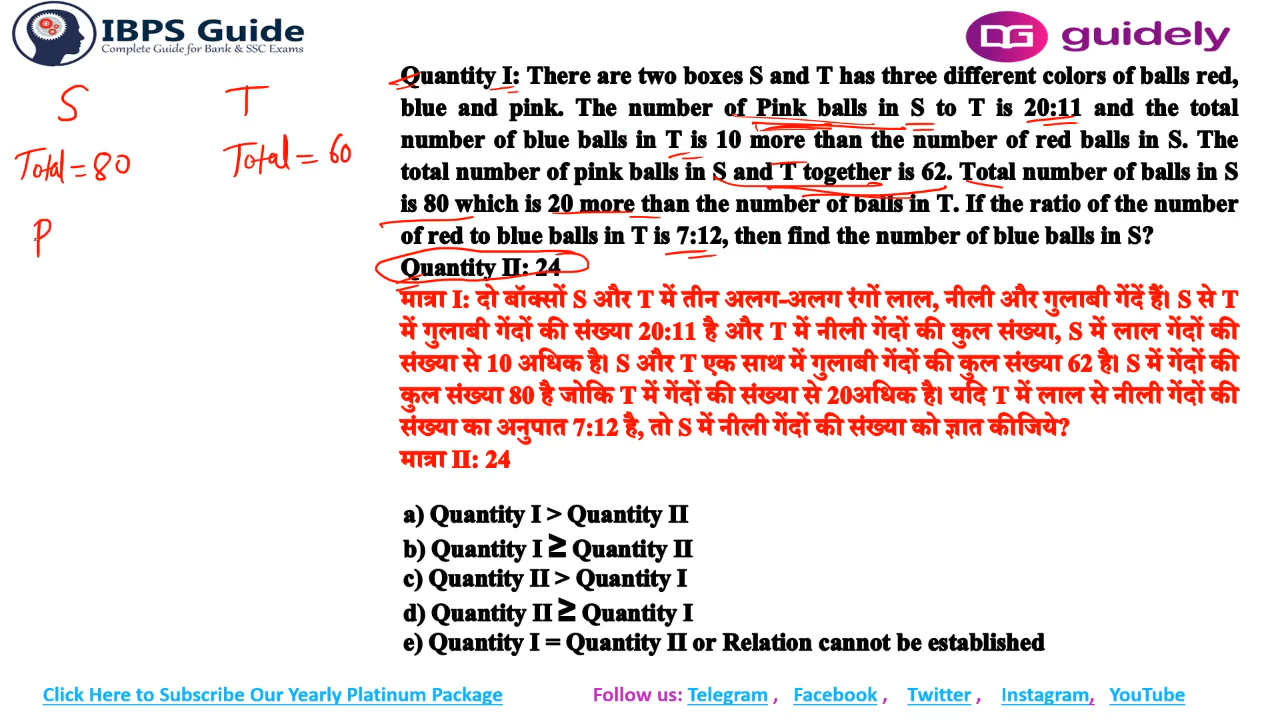 IBPS Guide
Complete Guide for Bank & SSC Exams
DG guidely
S T
Total = 80 Total = 60
P
Quantity I: There are two boxes S and T has three different colors of balls red,
blue and pink. The number of Pink balls in S to T is 20:11 and the total
number of blue balls in T is 10 more than the number of red balls in S. The
total number of pink balls in S and T together is 62. Total number of balls in S
is 80 which is 20 more than the number of balls in T. If the ratio of the number
of red to blue balls in T is 7:12, then find the number of blue balls in S?
Quantity II: 24
मात्रा I: दो बॉक्सों S और T में तीन अलग-अलग रंगों लाल, नीली और गुलाबी गेंदें हैं। S से T
में गुलाबी गेंदों की संख्या 20:11 है और T में नीली गेंदों की कुल संख्या, S में लाल गेंदों की
संख्या से 10 अधिक है। S और T एक साथ में गुलाबी गेंदों की कुल संख्या 62 है। S में गेंदों की
कुल संख्या 80 है जोकि T में गेंदों की संख्या से 20अधिक है। यदि T में लाल से नीली गेंदों की
संख्या का अनुपात 7:12 है, तो S में नीली गेंदों की संख्या को ज्ञात कीजिये?
मात्रा II: 24
a) Quantity I > Quantity II
b) Quantity I ≥ Quantity II
c) Quantity II > Quantity I
d) Quantity II ≥ Quantity I
e) Quantity I = Quantity II or Relation cannot be established
Click Here to Subscribe Our Yearly Platinum Package Follow us: Telegram , Facebook , Twitter , Instagram, YouTube